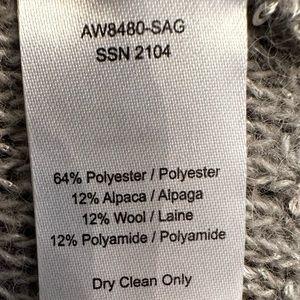 AW8480-SAG
SSN 2104
64% Polyester / Polyester
12% Alpaca / Alpaga
12% Wool / Laine
12% Polyamide / Polyamide
Dry Clean Only